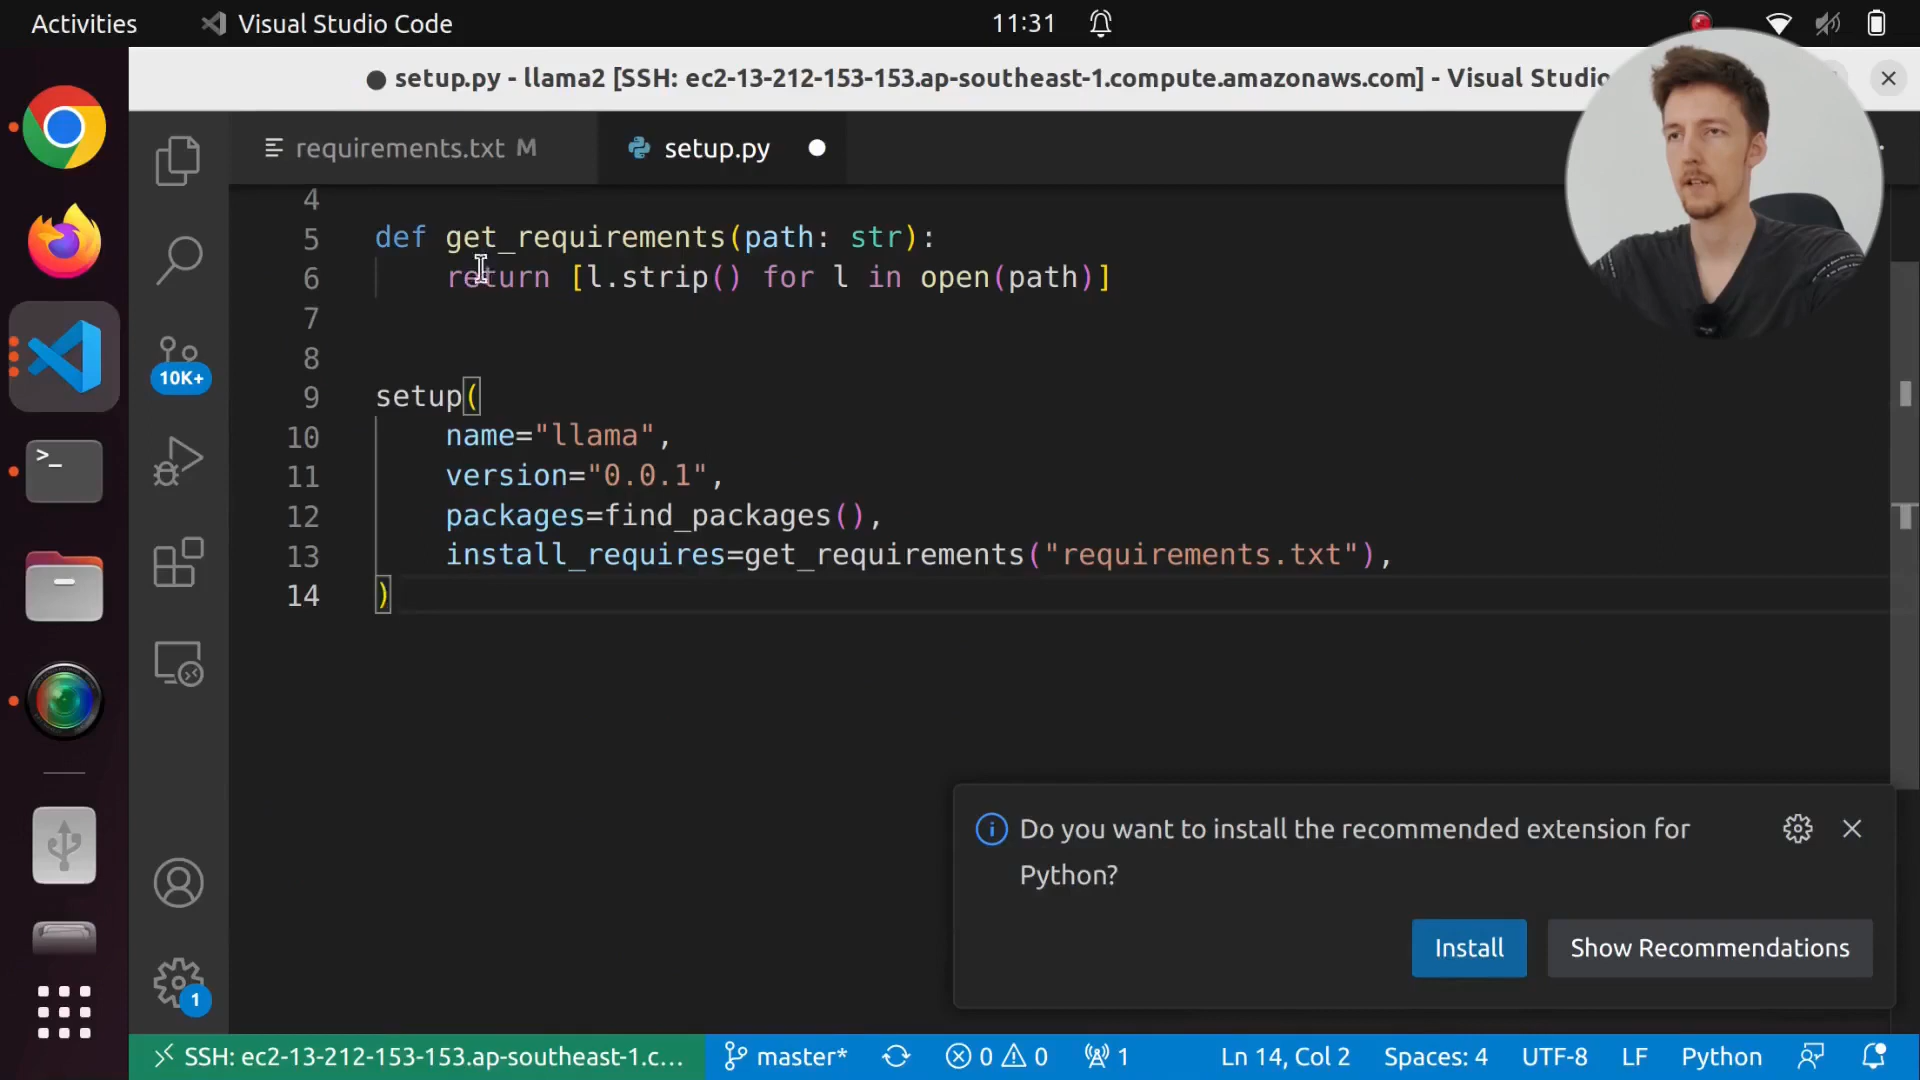 Activities
Visual Studio Code
11:31
setup.py - llama2 [SSH: ec2-13-212-153-153.ap-southeast-1.compute.amazonaws.com] - Visual Studio
requirements.txt M
setup.py
4
5 def get_requirements(path: str):
6 return [l.strip() for l in open(path)]
7
8
9 setup(
10 name="llama",
11 version="0.0.1",
12 packages=find_packages(),
13 install_requires=get_requirements("requirements.txt"),
14 )
10K+
1
Do you want to install the recommended extension for
Python?
Install
Show Recommendations
SSH: ec2-13-212-153-153.ap-southeast-1.c...
master*
0
0
1
Ln 14, Col 2
Spaces: 4
UTF-8
LF
Python